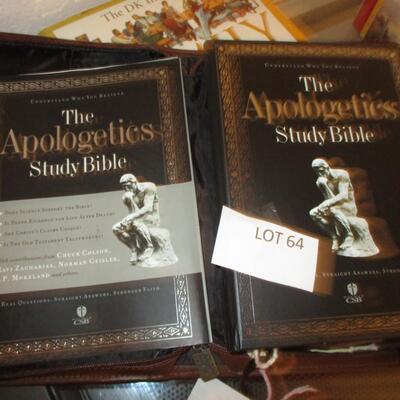 The DK
UNDERSTAND WHY YOU BELIEVE
The
Apologetics
Study Bible
DOES SCIENCE SUPPORT THE BIBLE?
IS THERE EVIDENCE FOR LIFE AFTER DEATH?
ARE CHRIST'S CLAIMS UNIQUE?
IS THE OLD TESTAMENT TRUSTWORTHY?
With contributions from CHUCK COLSON,
RAVI ZACHARIAS, NORMAN GEISLER,
J. P. MORELAND and others
REAL QUESTIONS, STRAIGHT ANSWERS, STRONGER FAITH.
CSB
UNDERSTAND WHY YOU BELIEVE
The
Apologetics
Study Bible
LOT 64
STRAIGHT ANSWERS,
CSB